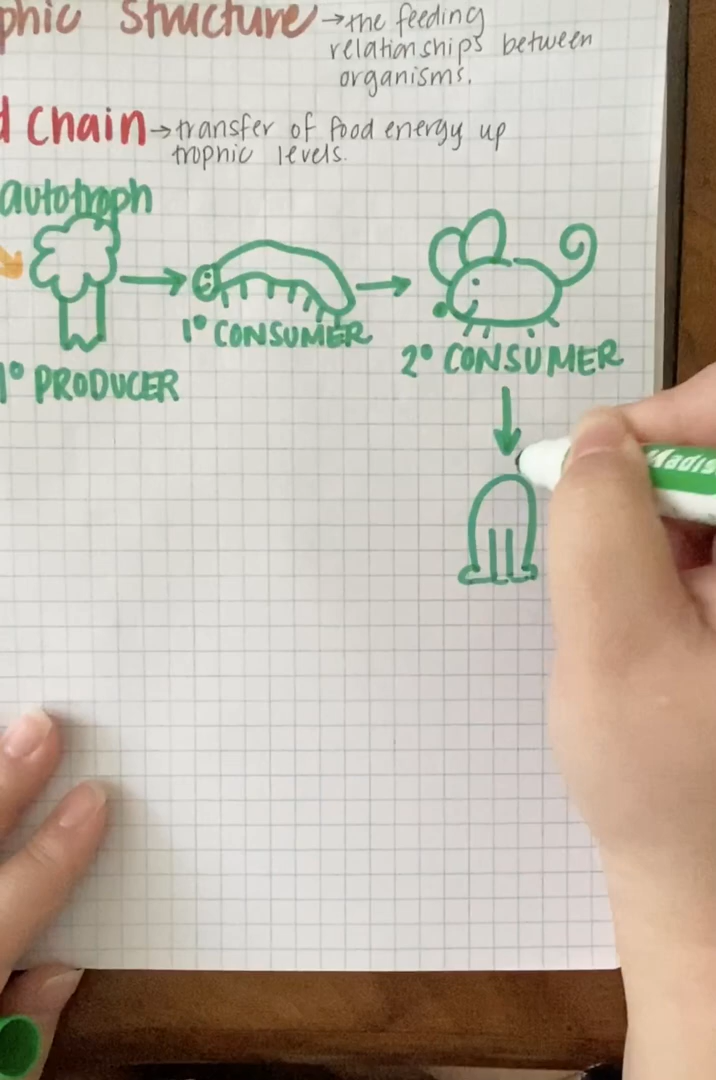 phic Structure → the feeding
relationships between
organisms.
d Chain → transfer of food energy up
trophic levels.
autotroph
1° CONSUMER
2° CONSUMER
1° PRODUCER
Madis